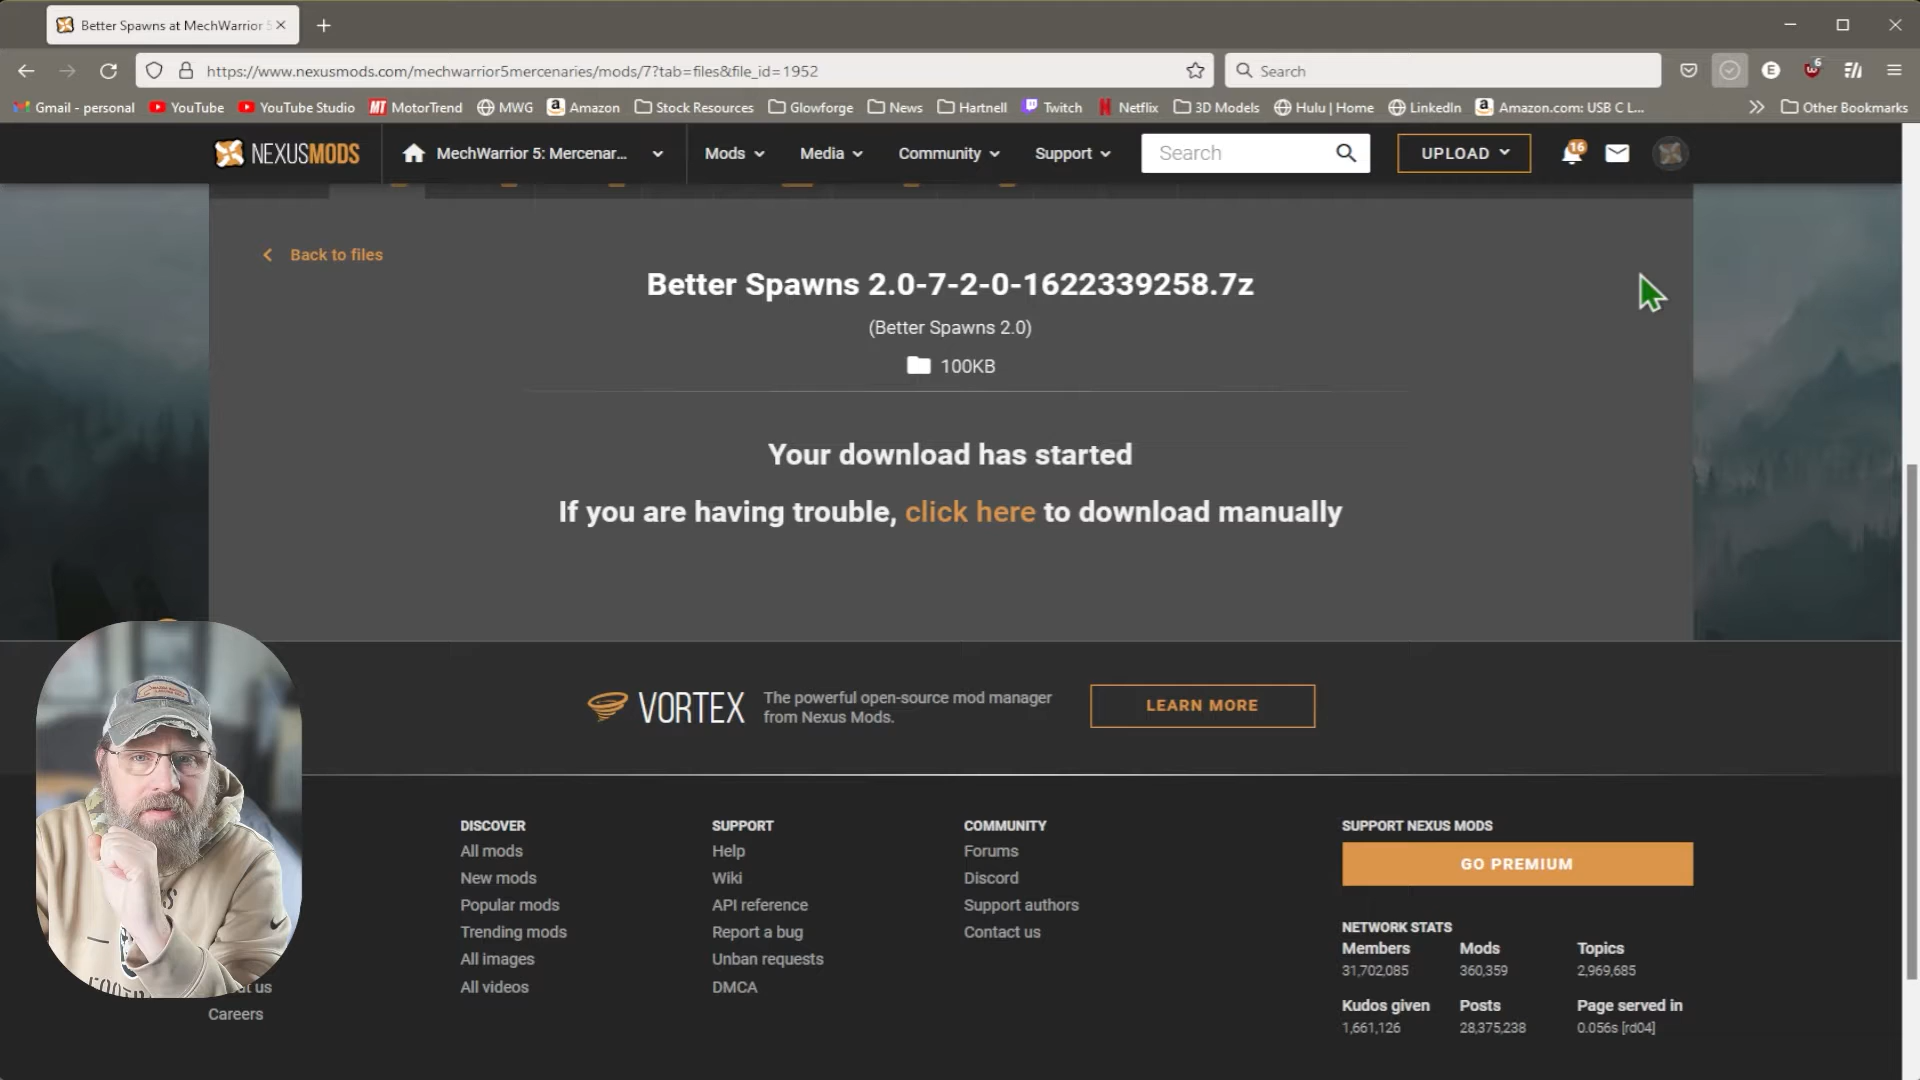 Better Spawns at MechWarrior 5
https://www.nexusmods.com/mechwarrior5mercenaries/mods/7?tab=files&file_id=1952
Search
6
Gmail - personal
YouTube
YouTube Studio
MotorTrend
MWG
Amazon
Stock Resources
Glowforge
News
Hartnell
Twitch
Netflix
3D Models
Hulu | Home
LinkedIn
Amazon.com: USB C L...
Other Bookmarks
NEXUSMODS
MechWarrior 5: Mercenar...
Mods
Media
Community
Support
Search
UPLOAD
16
Back to files
Better Spawns 2.0-7-2-0-1622339258.7z
(Better Spawns 2.0)
100KB
Your download has started
If you are having trouble, click here to download manually
VORTEX
The powerful open-source mod manager
from Nexus Mods.
LEARN MORE
Careers
DISCOVER
All mods
New mods
Popular mods
Trending mods
All images
All videos
SUPPORT
Help
Wiki
API reference
Report a bug
Unban requests
DMCA
COMMUNITY
Forums
Discord
Support authors
Contact us
SUPPORT NEXUS MODS
GO PREMIUM
NETWORK STATS
Members
31,702,085
Mods
360,359
Topics
2,969,685
Kudos given
1,661,126
Posts
28,375,238
Page served in
0.056s [rd04]